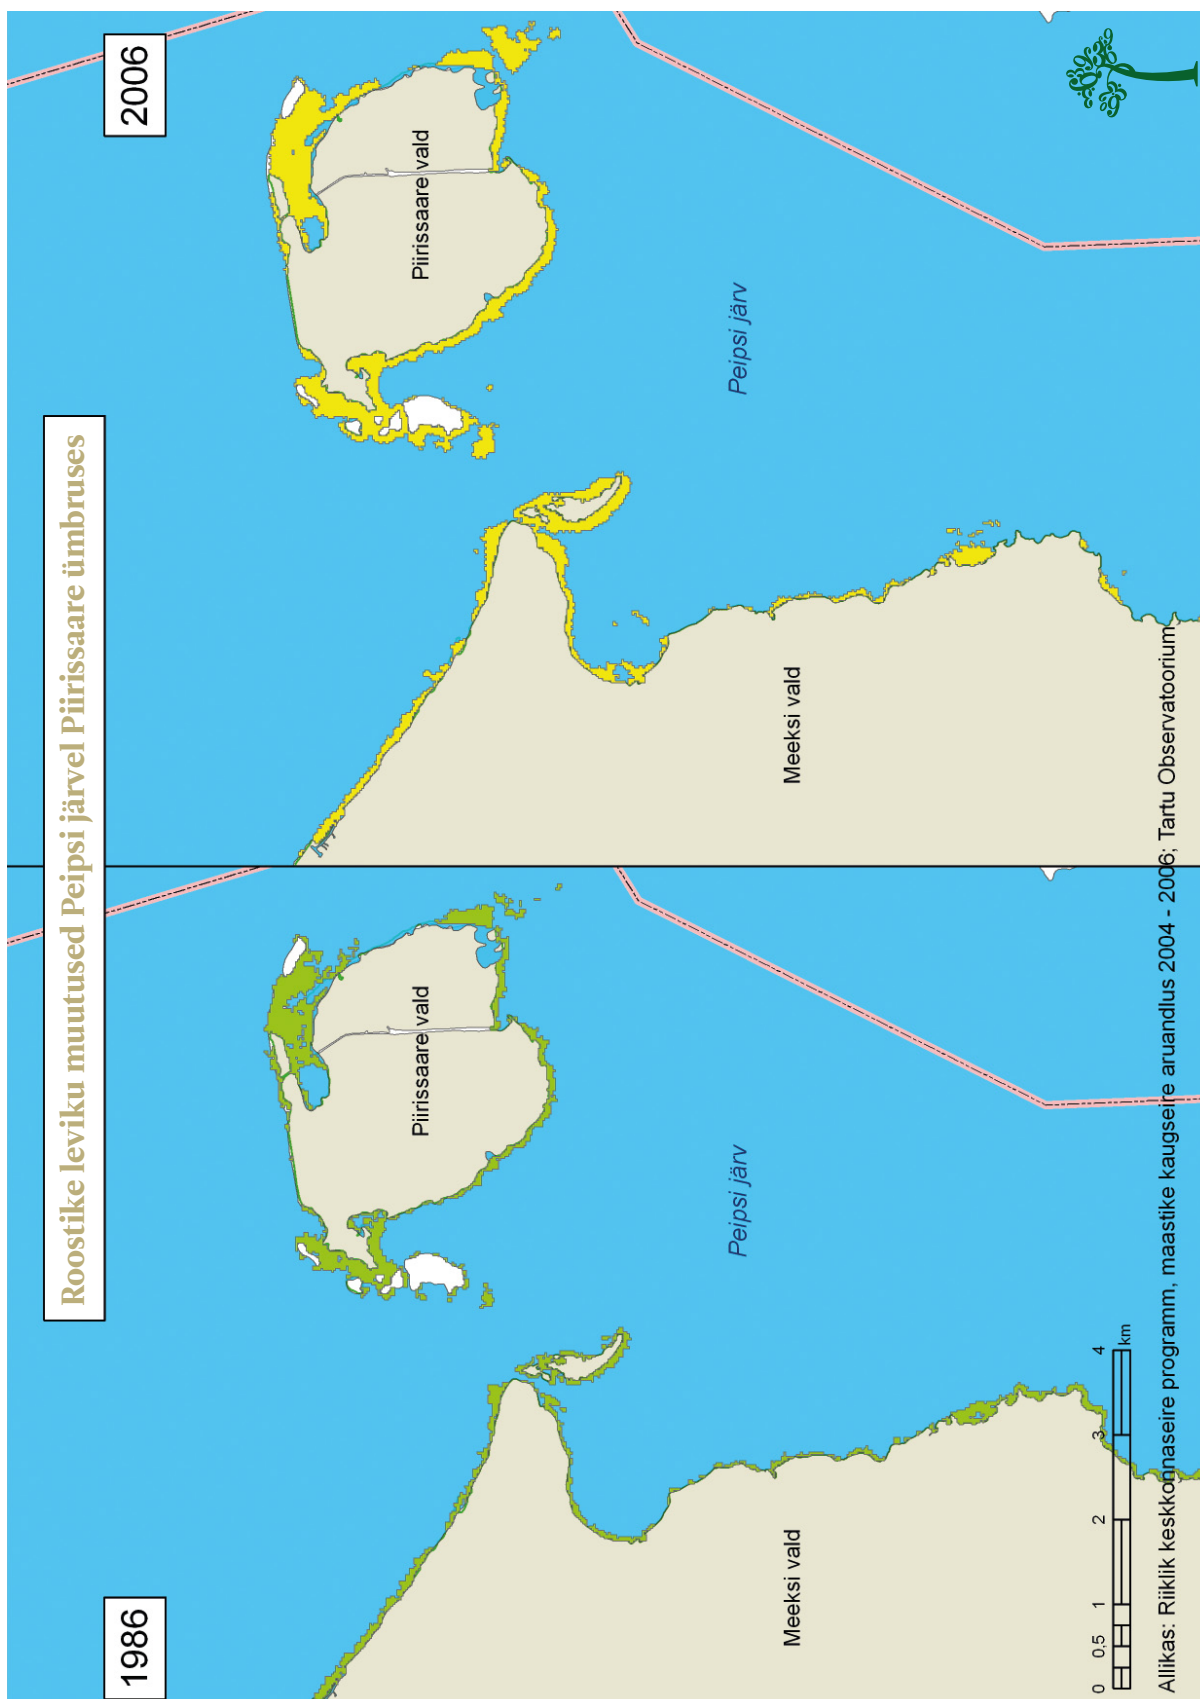 Roostike leviku muutused Peipsi järvel Piirissaare ümbruses
1986
2006
Piirissaare vald
Piirissaare vald
Peipsi järv
Peipsi järv
Meeksi vald
Meeksi vald
0 0,5 1 2 3 4
km
Allikas: Riiklik keskkonnaseire programm, maastike kaugseire aruandlus 2004 - 2006; Tartu Observatoorium